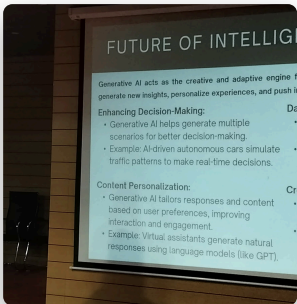 FUTURE OF INTELLIG
Generative AI acts as the creative and adaptive engine
generate new insights, personalize experiences, and push
Enhancing Decision-Making:
• Generative AI helps generate multiple
scenarios for better decision-making.
• Example: AI-driven autonomous cars simulate
traffic patterns to make real-time decisions.
Content Personalization:
• Generative AI tailors responses and content
based on user preferences, improving
interaction and engagement.
• Example: Virtual assistants generate natural
responses using language models (like GPT).
Da
Cr